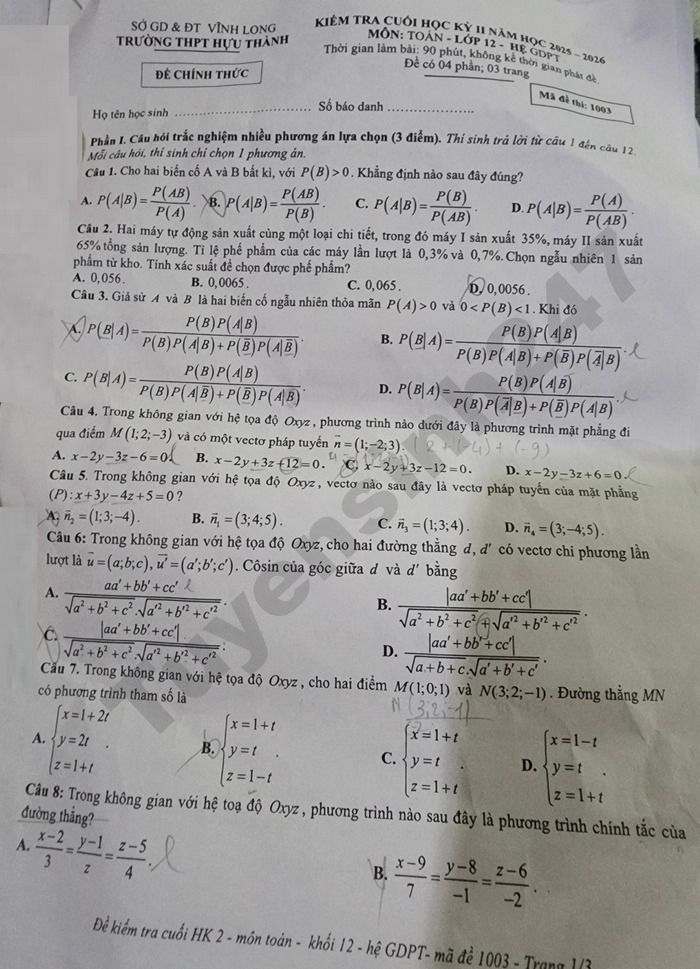 SỞ GD & ĐT VĨNH LONG
TRƯỜNG THPT HỰU THÀNH
ĐỀ CHÍNH THỨC
KIỂM TRA CUỐI HỌC KỲ II NĂM HỌC 2025 – 2026
MÔN: TOÁN - LỚP 12 - HỆ GDPT
Thời gian làm bài: 90 phút, không kể thời gian phát đề.
Đề có 04 phần; 03 trang
Họ tên học sinh
Số báo danh
Mã đề thi: 1003
Phần I. Câu hỏi trắc nghiệm nhiều phương án lựa chọn (3 điểm). Thí sinh trả lời từ câu 1 đến câu 12.
Mỗi câu hỏi, thí sinh chỉ chọn 1 phương án.
Câu 1. Cho hai biến cố A và B bất kì, với P(B)>0. Khẳng định nào sau đây đúng?
A. P(A|B)=P(AB)/P(A). B. P(A|B)=P(AB)/P(B). C. P(A|B)=P(B)/P(AB). D. P(A|B)=P(A)/P(AB).
Câu 2. Hai máy tự động sản xuất cùng một loại chi tiết, trong đó máy I sản xuất 35%, máy II sản xuất
65% tổng sản lượng. Tỉ lệ phế phẩm của các máy lần lượt là 0,3% và 0,7%. Chọn ngẫu nhiên 1 sản
phẩm từ kho. Tính xác suất để chọn được phế phẩm?
A. 0,056. B. 0,0065. C. 0,065. D. 0,0056.
Câu 3. Giả sử A và B là hai biến cố ngẫu nhiên thỏa mãn P(A)>0 và 0<P(B)<1. Khi đó
A. P(B|A)=P(B)P(A|B)/(P(B)P(A|B)+P(B̅)P(A|B̅)). B. P(B|A)=P(B)P(A|B)/(P(B)P(A|B)+P(B̅)P(A̅|B)).
C. P(B|A)=P(B)P(A|B)/(P(B)P(A|B̅)+P(B̅)P(A|B̅)). D. P(B|A)=P(B)P(A|B̅)/(P(B)P(A̅|B)+P(B̅)P(A|B)).
Câu 4. Trong không gian với hệ tọa độ Oxyz, phương trình nào dưới đây là phương trình mặt phẳng đi
qua điểm M(1;2;−3) và có một vectơ pháp tuyến n⃗=(1;−2;3). 2+(-4)+(-9)
A. x−2y−3z−6=0. B. x−2y+3z+12=0. C. x−2y+3z−12=0. D. x−2y−3z+6=0.
Câu 5. Trong không gian với hệ tọa độ Oxyz, vectơ nào sau đây là vectơ pháp tuyến của mặt phẳng
(P):x+3y−4z+5=0?
A. n⃗₂=(1;3;−4). B. n⃗₁=(3;4;5). C. n⃗₃=(1;3;4). D. n⃗₄=(3;−4;5).
Câu 6: Trong không gian với hệ tọa độ Oxyz, cho hai đường thẳng d, d' có vectơ chỉ phương lần
lượt là u⃗=(a;b;c), u⃗'=(a';b';c'). Côsin của góc giữa d và d' bằng
A. (aa'+bb'+cc')/(√(a²+b²+c²).√(a'²+b'²+c'²)). B. |aa'+bb'+cc'|/(√(a²+b²+c²)+√(a'²+b'²+c'²)).
C. |aa'+bb'+cc'|/(√(a²+b²+c²).√(a'²+b'²+c'²)). D. |aa'+bb'+cc'|/(√(a+b+c).√(a'+b'+c')).
Câu 7. Trong không gian với hệ tọa độ Oxyz, cho hai điểm M(1;0;1) và N(3;2;−1). Đường thẳng MN
có phương trình tham số là
N (3;2;-1)
A. {x=1+2t; y=2t; z=1+t. B. {x=1+t; y=t; z=1−t. C. {x=1+t; y=t; z=1+t. D. {x=1−t; y=t; z=1+t.
Câu 8: Trong không gian với hệ toạ độ Oxyz, phương trình nào sau đây là phương trình chính tắc của
đường thẳng?
A. (x−2)/3=(y−1)/z=(z−5)/4. B. (x−9)/7=(y−8)/−1=(z−6)/−2.
Đề kiểm tra cuối HK 2 - môn toán - khối 12 - hệ GDPT- mã đề 1003 - Trang 1/3
Tuyensinh247